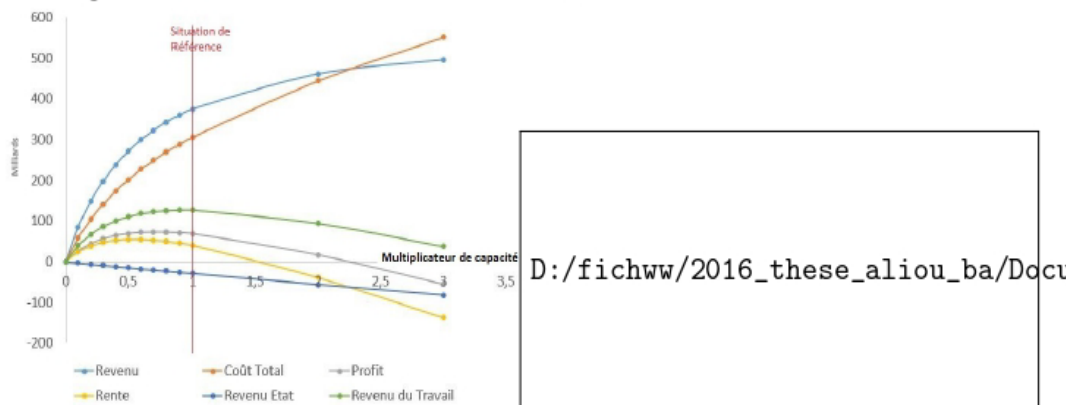 600
500
400
300
200
100
0
-100
-200
Milliards
Situation de
Référence
Multiplicateur de capacité
0
0,5
1
1,5
2
2,5
3
3,5
Revenu
Coût Total
Profit
Rente
Revenu Etat
Revenu du Travail
D:/fichww/2016_these_aliou_ba/Docu